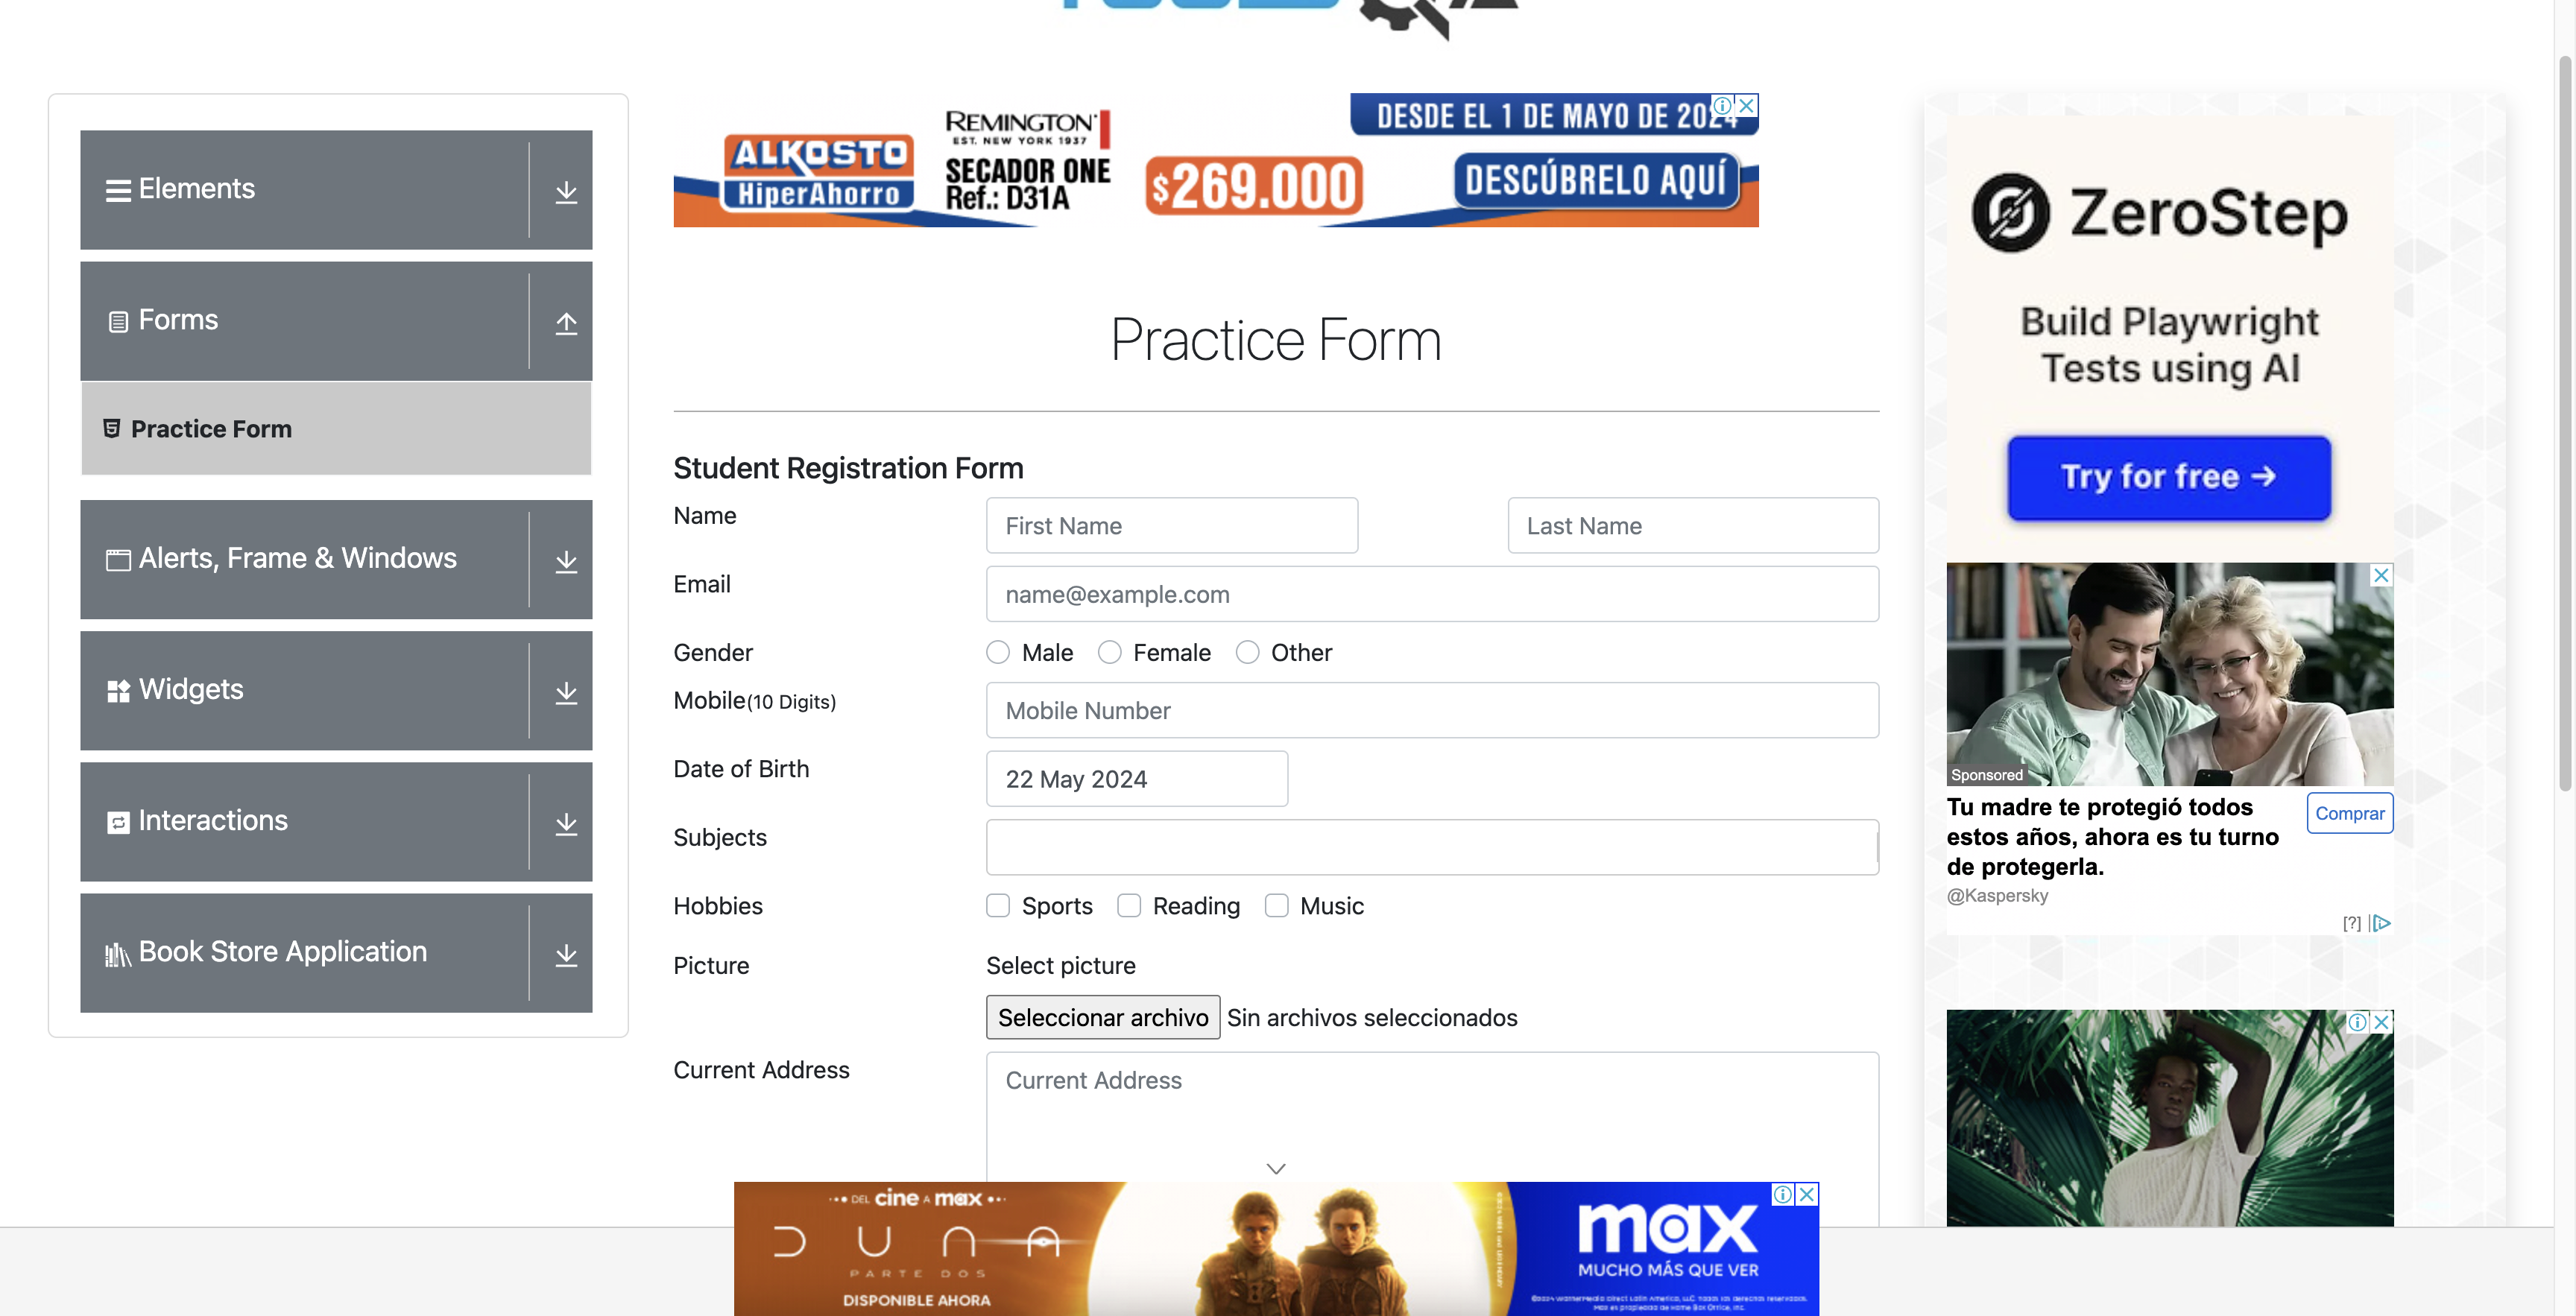 DESDE EL 1 DE MAYO DE 2024
REMINGTON
EST. NEW YORK 1937
ALKOSTO
HiperAhorro
SECADOR ONE
Ref.: D31A
$269.000
DESCÚBRELO AQUÍ
Elements
Forms
Practice Form
Alerts, Frame & Windows
Widgets
Interactions
Book Store Application
Practice Form
Student Registration Form
Name
First Name
Last Name
Email
name@example.com
Gender
Male
Female
Other
Mobile(10 Digits)
Mobile Number
Date of Birth
22 May 2024
Subjects
Hobbies
Sports
Reading
Music
Picture
Select picture
Seleccionar archivo
Sin archivos seleccionados
Current Address
Current Address
DEL cine A max
DUNA
PARTE DOS
DISPONIBLE AHORA
max
MUCHO MÁS QUE VER
ZeroStep
Build Playwright
Tests using AI
Try for free →
Sponsored
Tu madre te protegió todos
estos años, ahora es tu turno
de protegerla.
Comprar
@Kaspersky
[?]